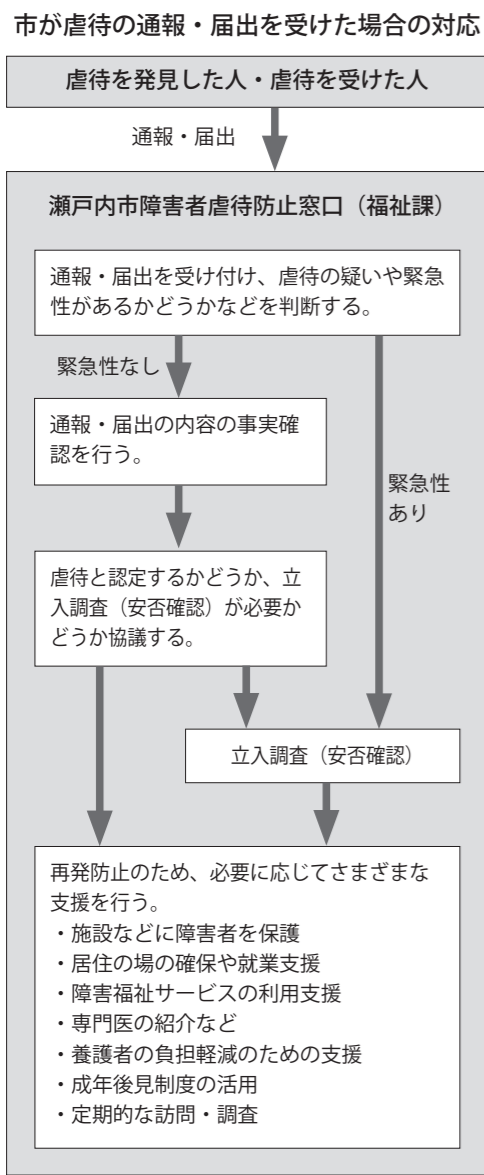 市が虐待の通報・届出を受けた場合の対応
虐待を発見した人・虐待を受けた人
通報・届出
瀬戸内市障害者虐待防止窓口（福祉課）
通報・届出を受け付け、虐待の疑いや緊急
性があるかどうかなどを判断する。
緊急性なし
通報・届出の内容の事実確
認を行う。
緊急性
あり
虐待と認定するかどうか、立
入調査（安否確認）が必要か
どうか協議する。
立入調査（安否確認）
再発防止のため、必要に応じてさまざまな
支援を行う。
・施設などに障害者を保護
・居住の場の確保や就業支援
・障害福祉サービスの利用支援
・専門医の紹介など
・養護者の負担軽減のための支援
・成年後見制度の活用
・定期的な訪問・調査